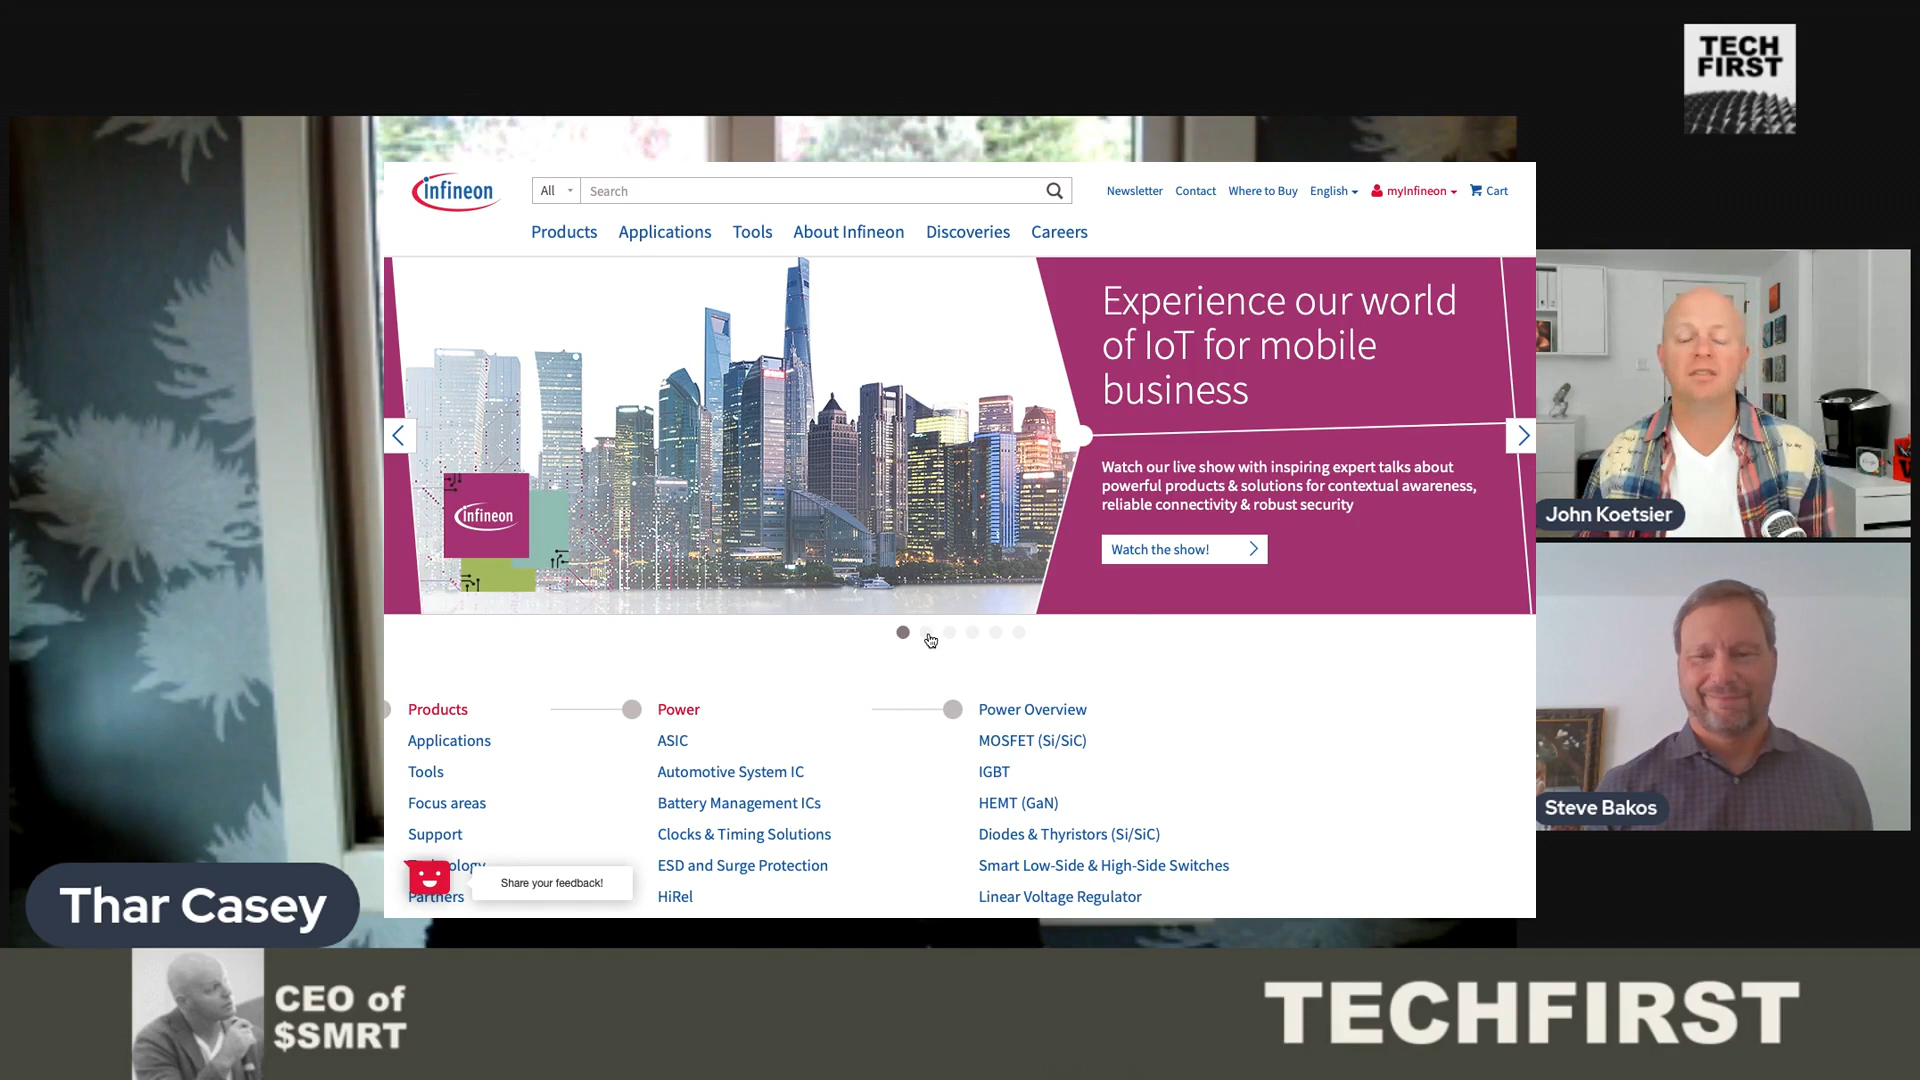 TECH
FIRST
infineon
All
Search
Newsletter
Contact
Where to Buy
English
myInfineon
Cart
Products
Applications
Tools
About Infineon
Discoveries
Careers
Experience our world
of IoT for mobile
business
Watch our live show with inspiring expert talks about
powerful products & solutions for contextual awareness,
reliable connectivity & robust security
Watch the show!
infineon
John Koetsier
Steve Bakos
Products
Applications
Tools
Focus areas
Support
Technology
Partners
Share your feedback!
Power
ASIC
Automotive System IC
Battery Management ICs
Clocks & Timing Solutions
ESD and Surge Protection
HiRel
Power Overview
MOSFET (Si/SiC)
IGBT
HEMT (GaN)
Diodes & Thyristors (Si/SiC)
Smart Low-Side & High-Side Switches
Linear Voltage Regulator
Thar Casey
CEO of
$SMRT
TECHFIRST